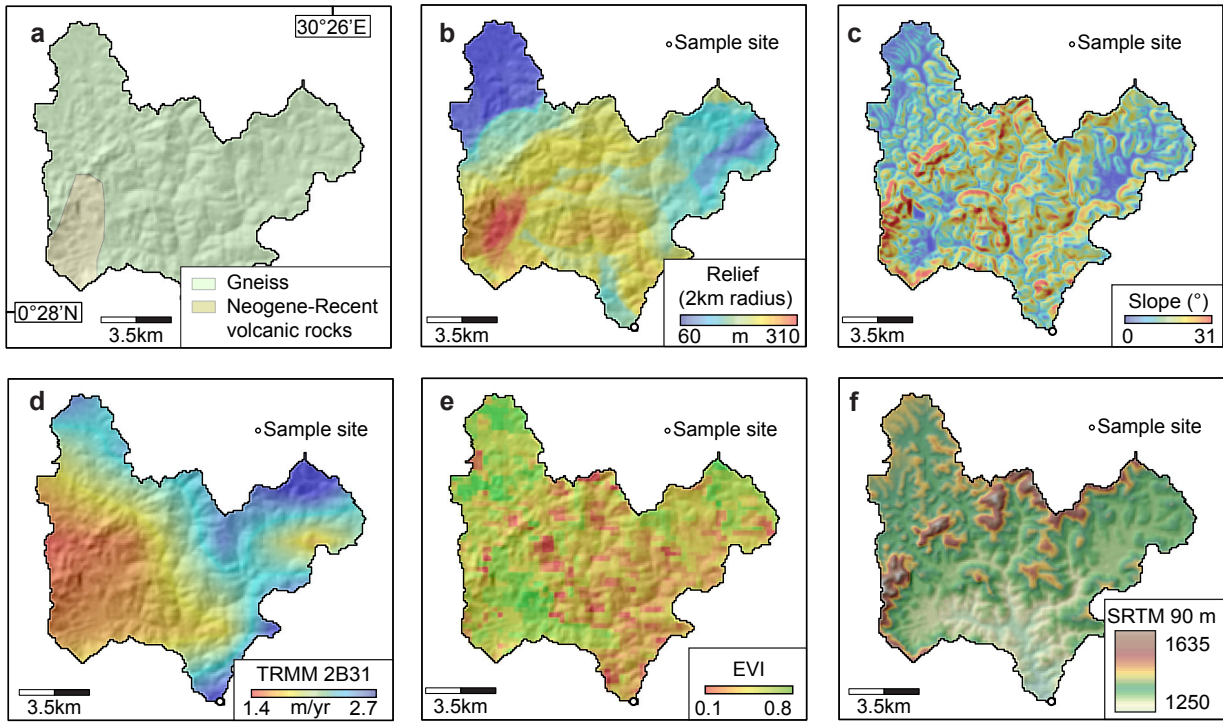 a
30°26'E
Gneiss
Neogene-Recent
volcanic rocks
0°28'N
3.5km
b
Sample site
Relief
(2km radius)
60 m 310
3.5km
c
Sample site
Slope (°)
0 31
3.5km
d
Sample site
TRMM 2B31
1.4 m/yr 2.7
3.5km
e
Sample site
EVI
0.1 0.8
3.5km
f
Sample site
SRTM 90 m
1635
1250
3.5km